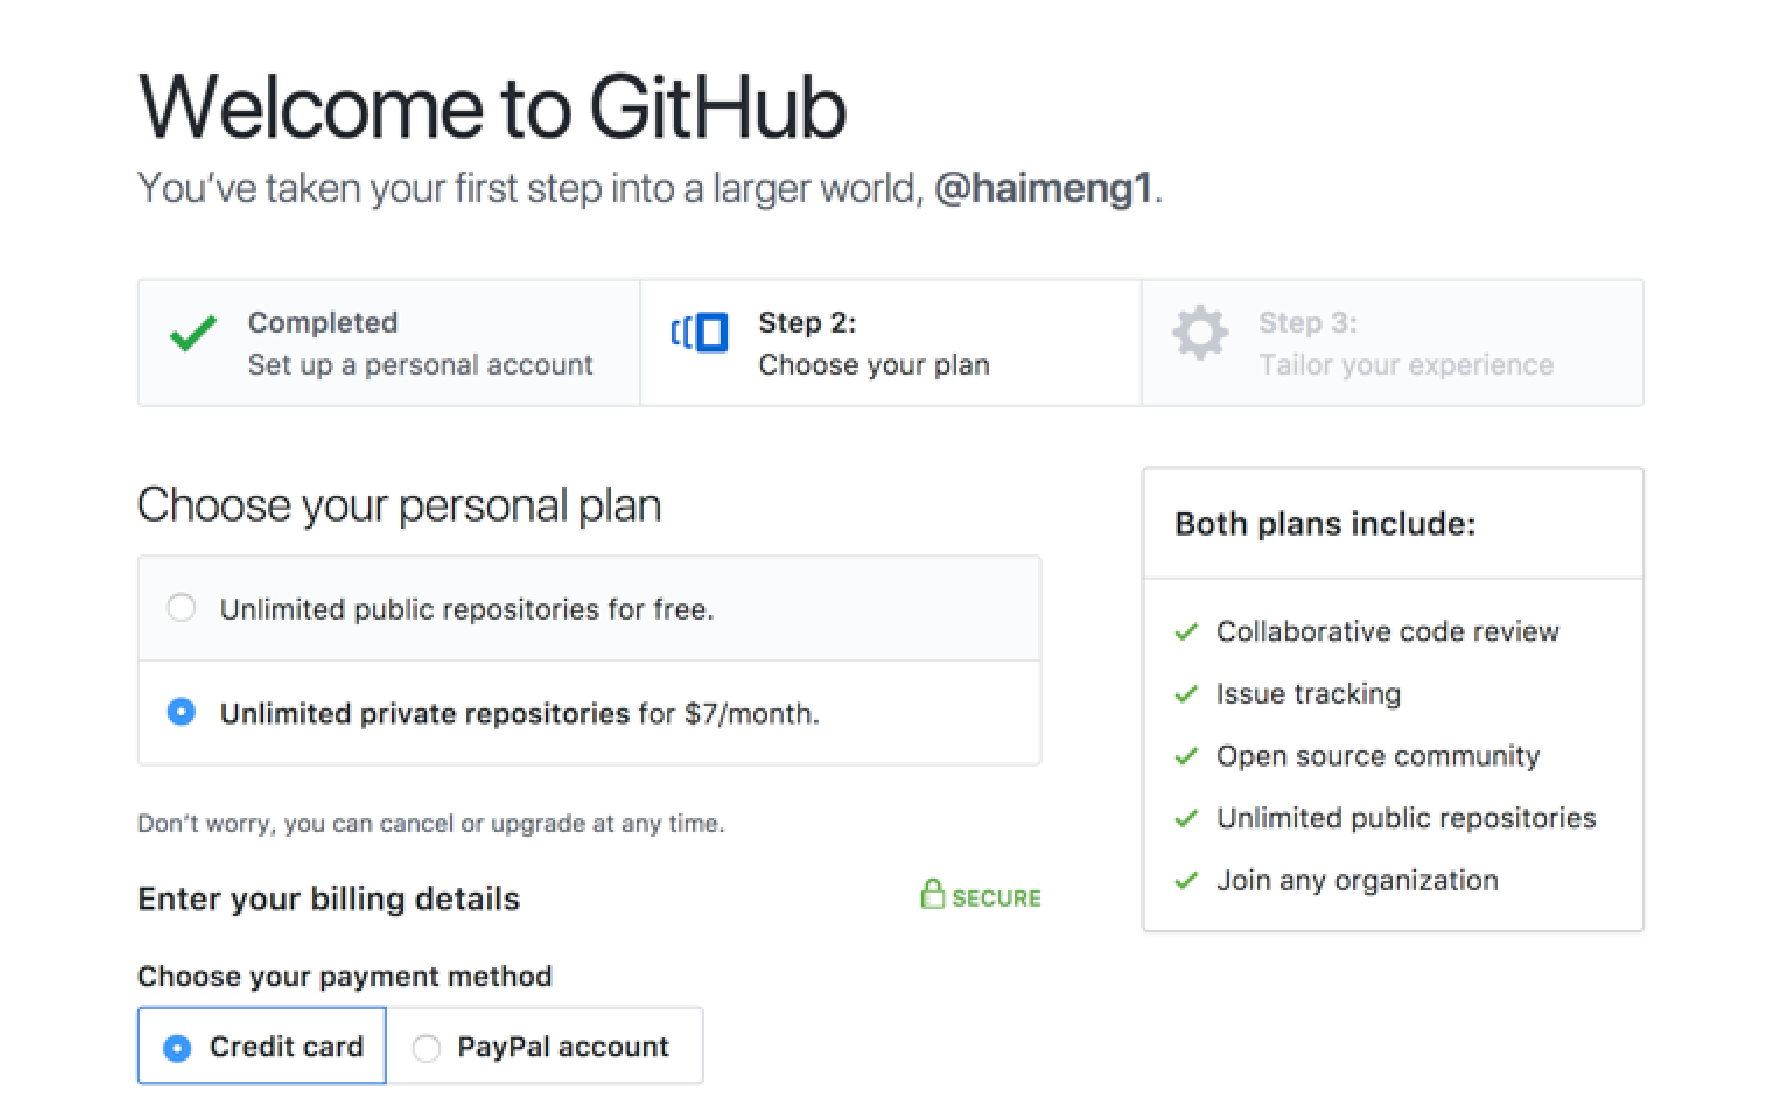 Welcome to GitHub
You've taken your first step into a larger world, @haimeng1.
Completed
Set up a personal account
Step 2:
Choose your plan
Step 3:
Tailor your experience
Choose your personal plan
Unlimited public repositories for free.
Unlimited private repositories for $7/month.
Don't worry, you can cancel or upgrade at any time.
Enter your billing details
SECURE
Choose your payment method
Credit card
PayPal account
Both plans include:
Collaborative code review
Issue tracking
Open source community
Unlimited public repositories
Join any organization